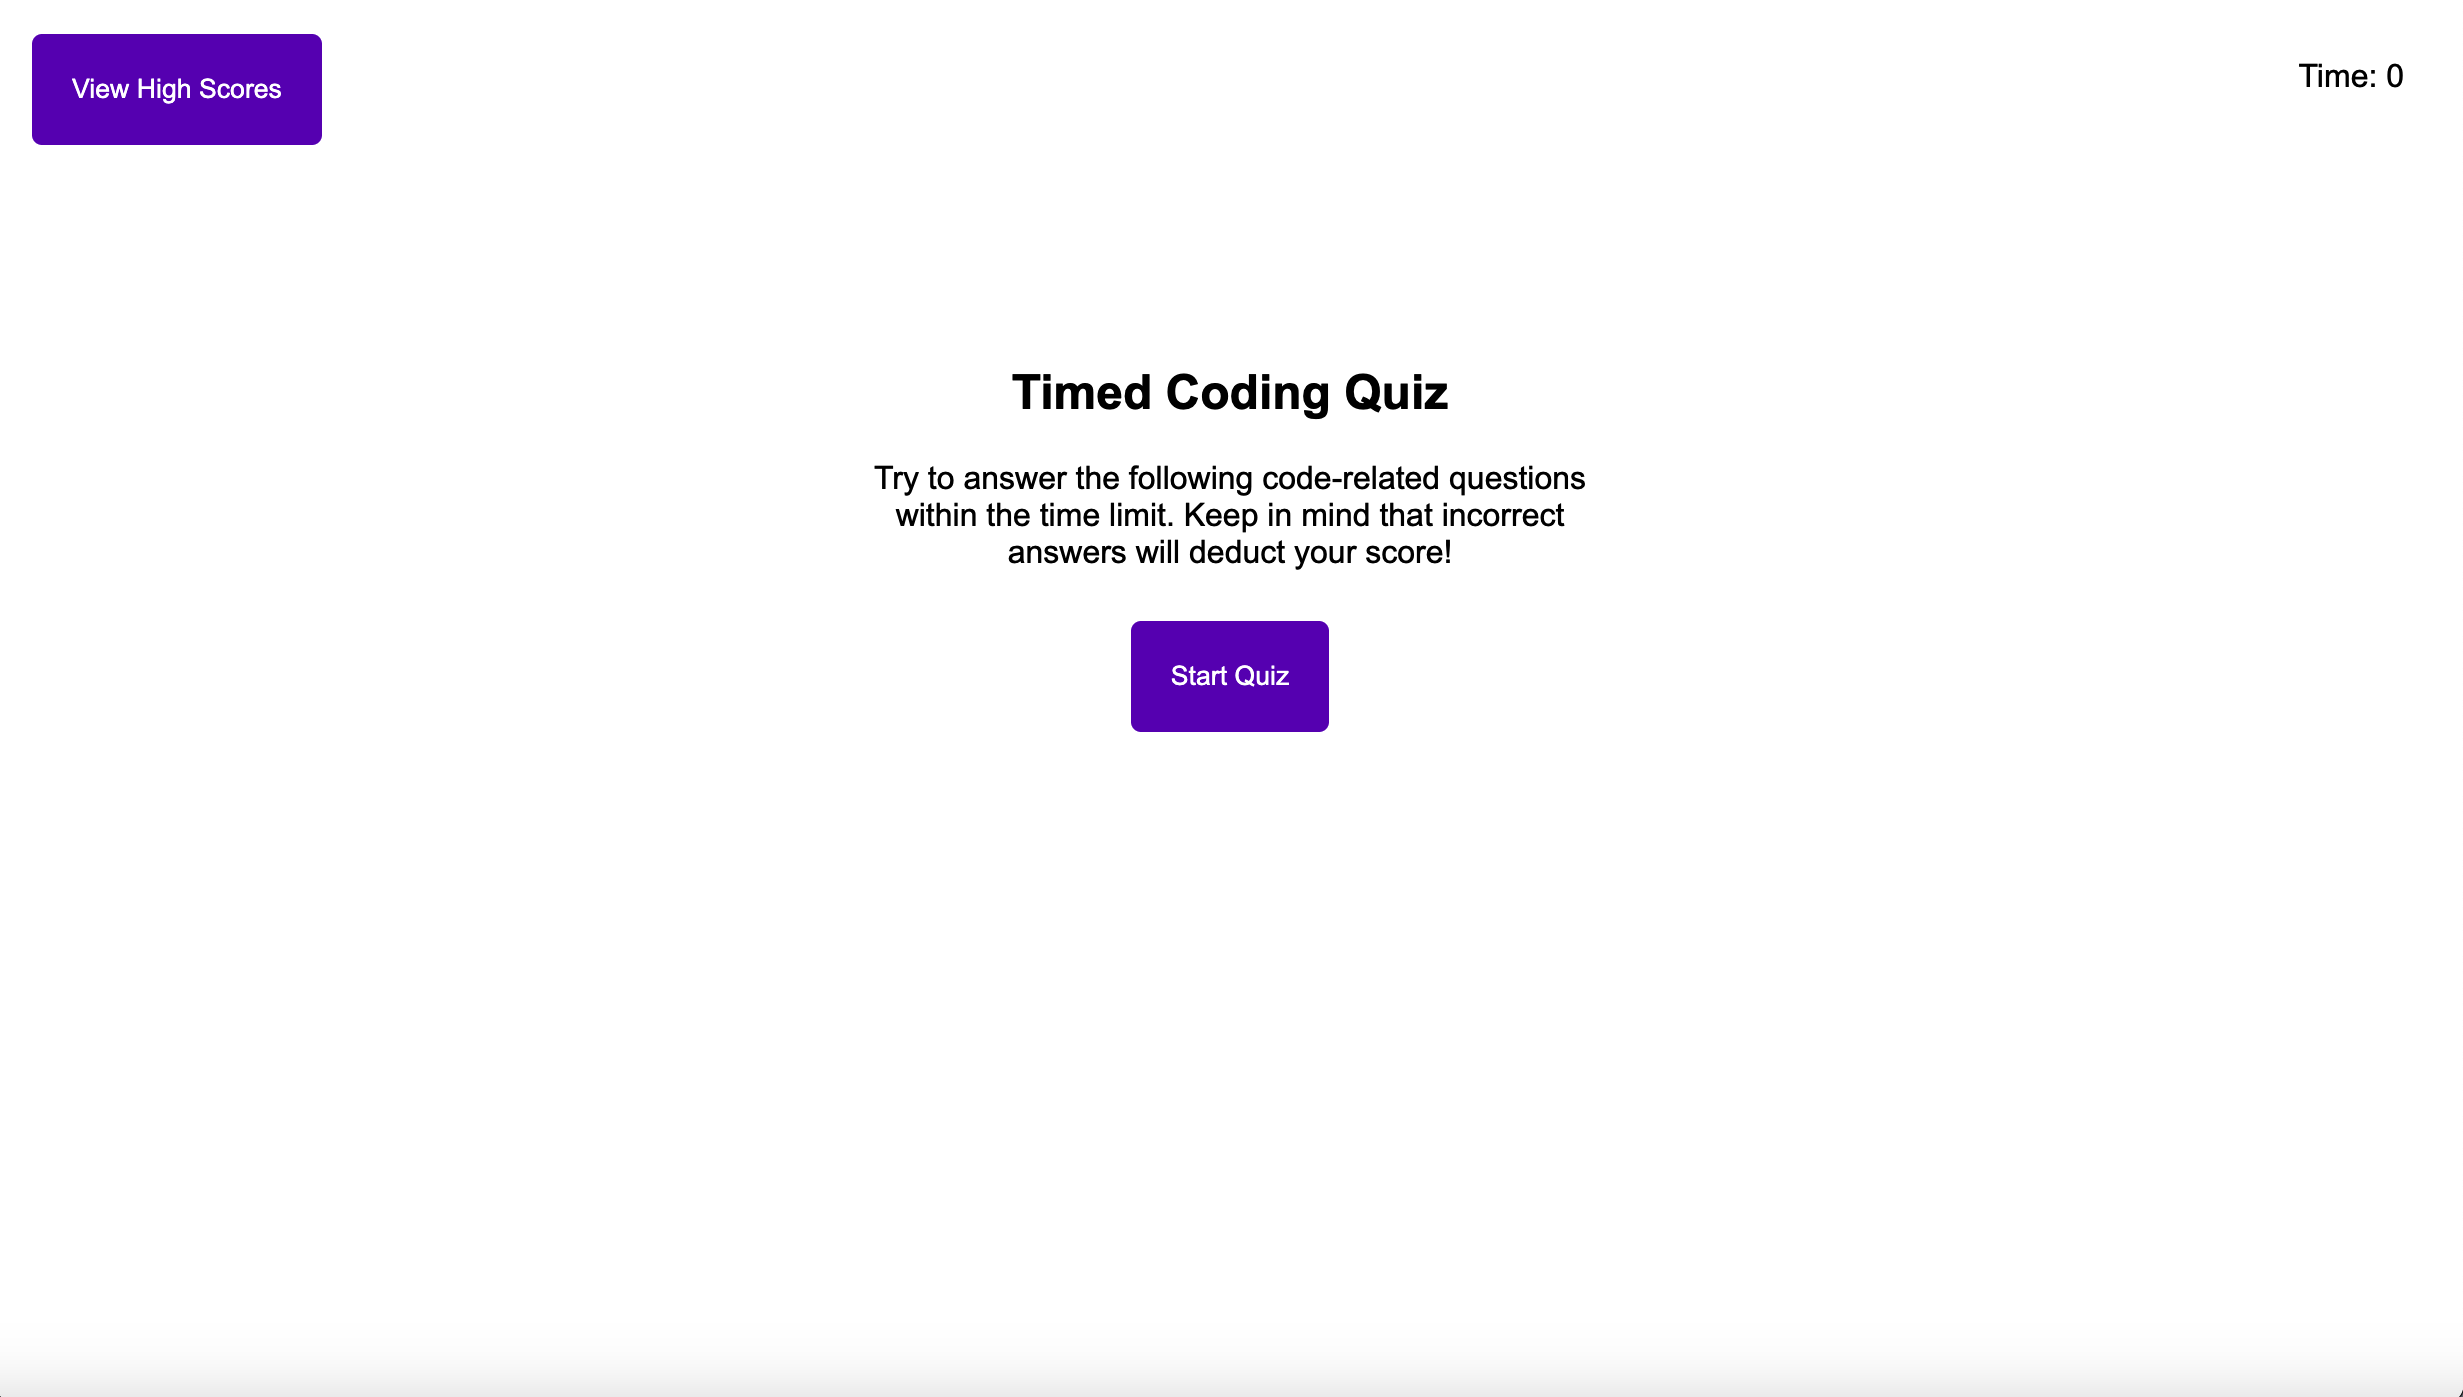 View High Scores
Time: 0
Timed Coding Quiz
Try to answer the following code-related questions
within the time limit. Keep in mind that incorrect
answers will deduct your score!
Start Quiz